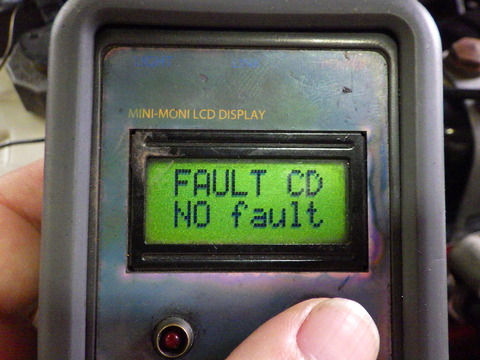 MINI-MONI LCD DISPLAY
FAULT CD
NO fault